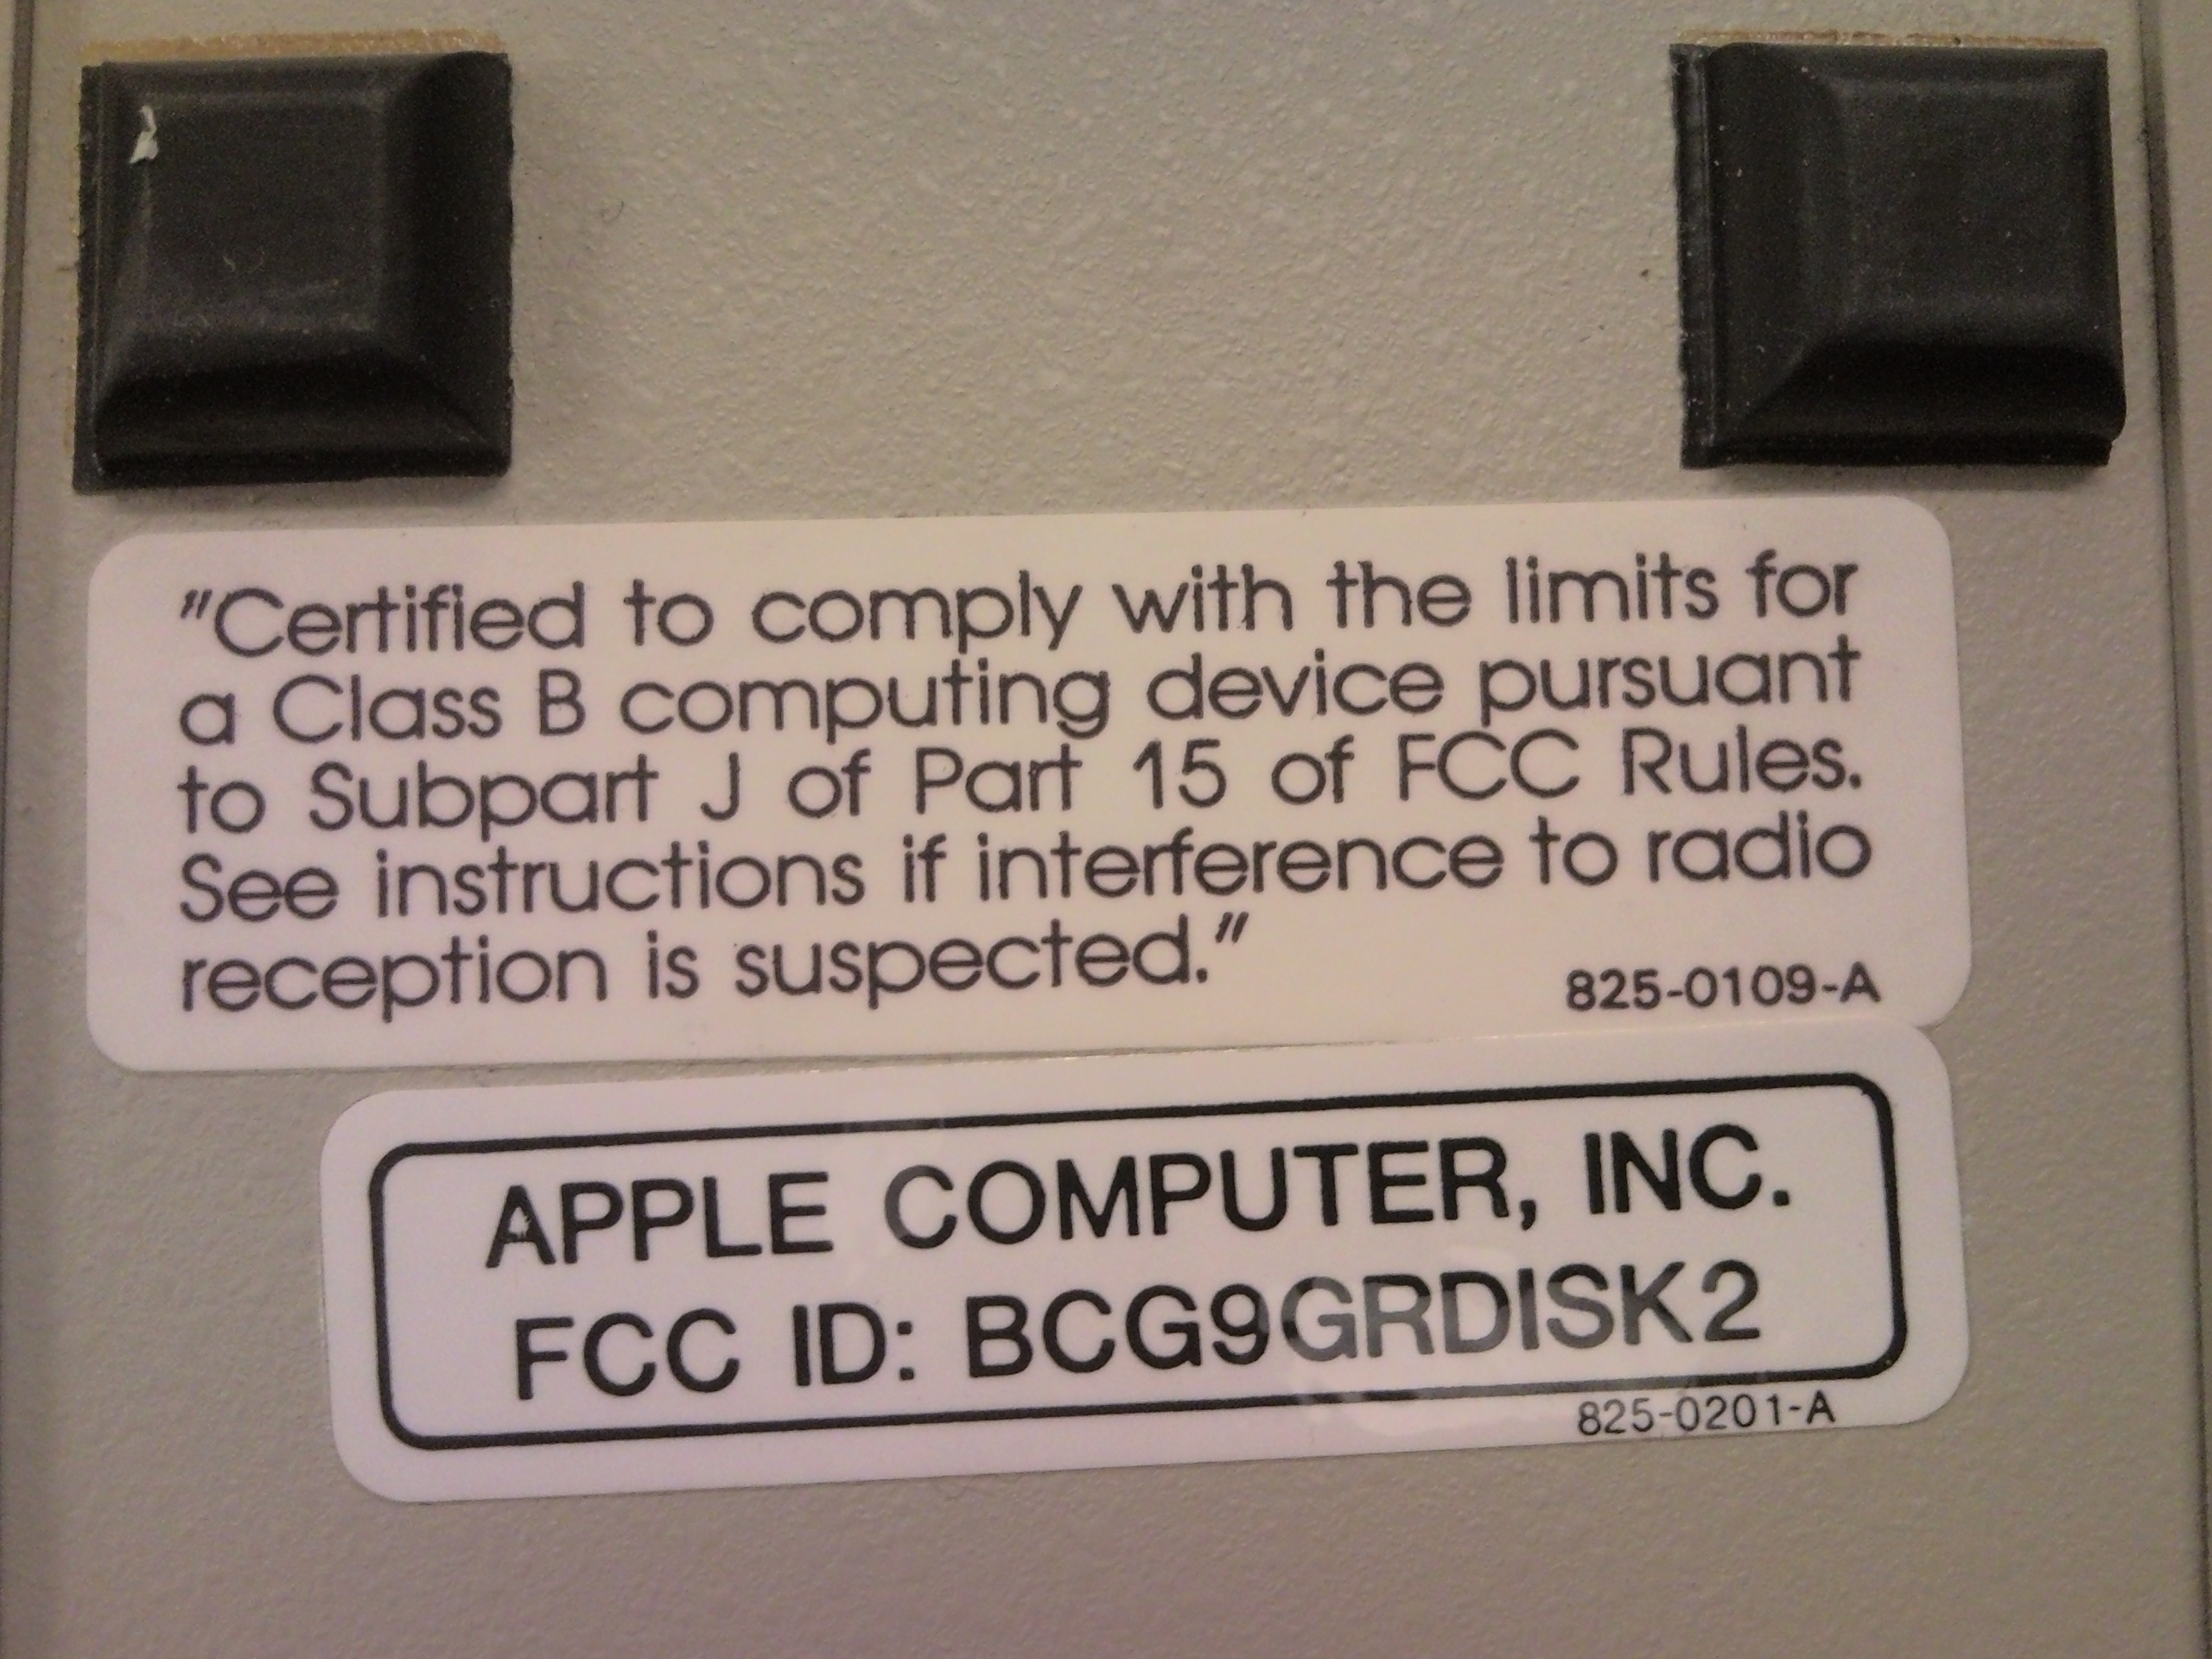 "Certified to comply with the limits for
a Class B computing device pursuant
to Subpart J of Part 15 of FCC Rules.
See instructions if interference to radio
reception is suspected."
825-0109-A
APPLE COMPUTER, INC.
FCC ID: BCG9GRDISK2
825-0201-A